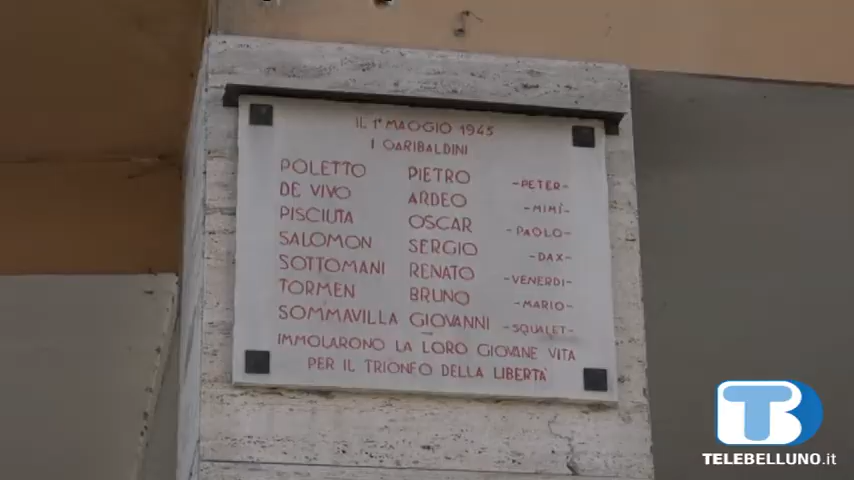 IL 1° MAGGIO 1945
I GARIBALDINI
POLETTO PIETRO -PETER-
DE VIVO ARDEO -MIMÌ-
PISCIUTA OSCAR -PAOLO-
SALOMON SERGIO -DAX-
SOTTOMANI RENATO -VENERDI-
TORMEN BRUNO -MARIO-
SOMMAVILLA GIOVANNI -SQUALET-
IMMOLARONO LA LORO GIOVANE VITA
PER IL TRIONFO DELLA LIBERTÀ
TB
TELEBELLUNO.it